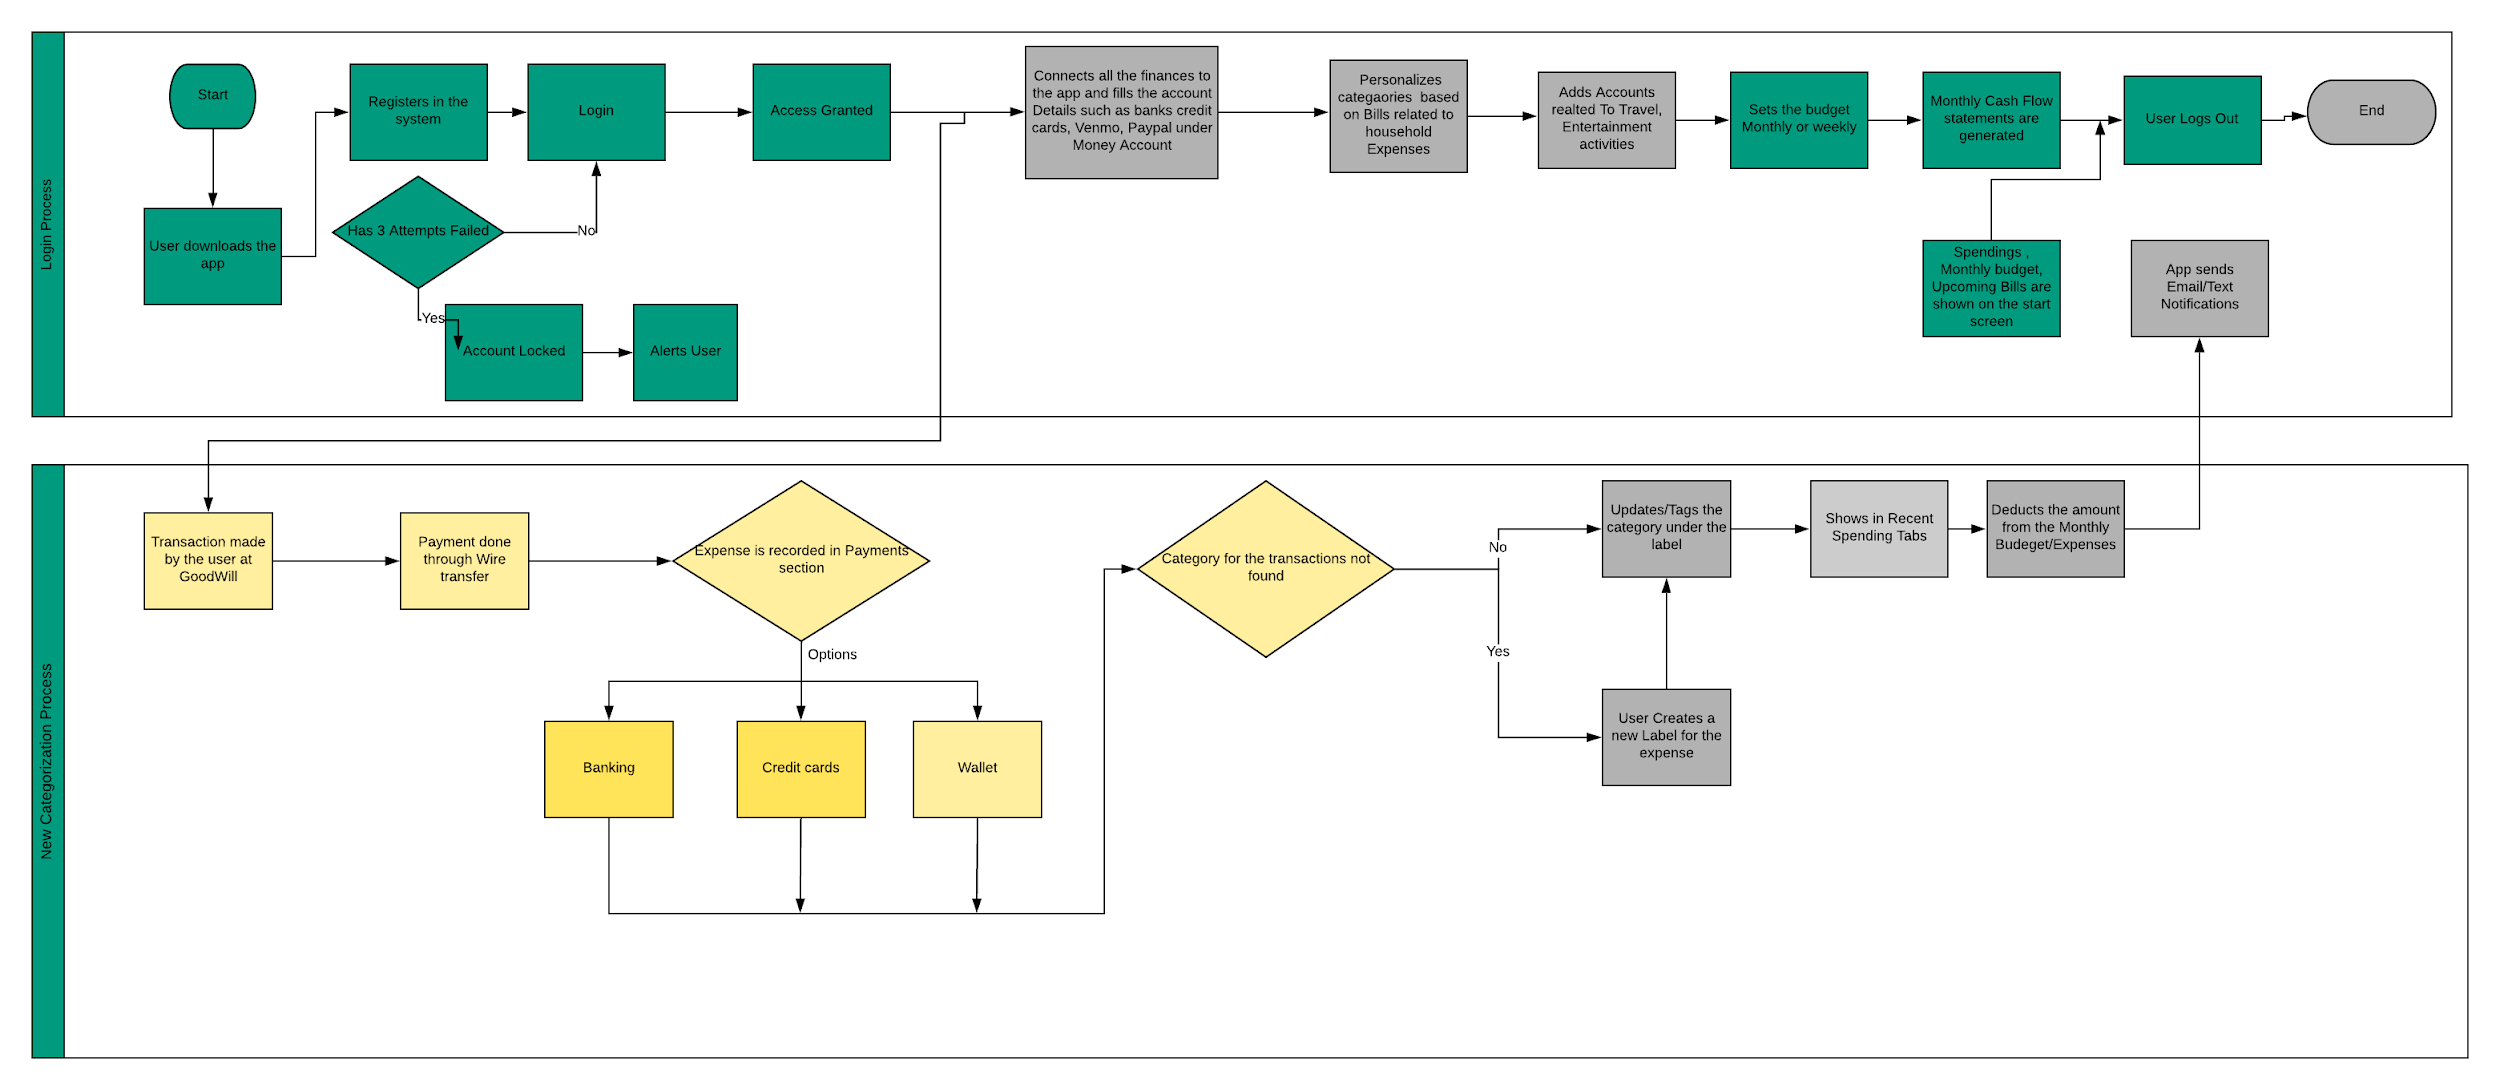 Login Process
Start
User downloads the
app
Registers in the
system
Login
Access Granted
Has 3 Attempts Failed
No
Yes
Account Locked
Alerts User
Connects all the finances to
the app and fills the account
Details such as banks credit
cards, Venmo, Paypal under
Money Account
Personalizes
categaories  based
on Bills related to
household
Expenses
Adds Accounts
realted To Travel,
Entertainment
activities
Sets the budget
Monthly or weekly
Monthly Cash Flow
statements are
generated
User Logs Out
End
Spendings ,
Monthly budget,
Upcoming Bills are
shown on the start
screen
App sends
Email/Text
Notifications
New Categorization Process
Transaction made
by the user at
GoodWill
Payment done
through Wire
transfer
Expense is recorded in Payments
section
Options
Banking
Credit cards
Wallet
Category for the transactions not
found
No
Yes
Updates/Tags the
category under the
label
User Creates a
new Label for the
expense
Shows in Recent
Spending Tabs
Deducts the amount
from the Monthly
Budeget/Expenses